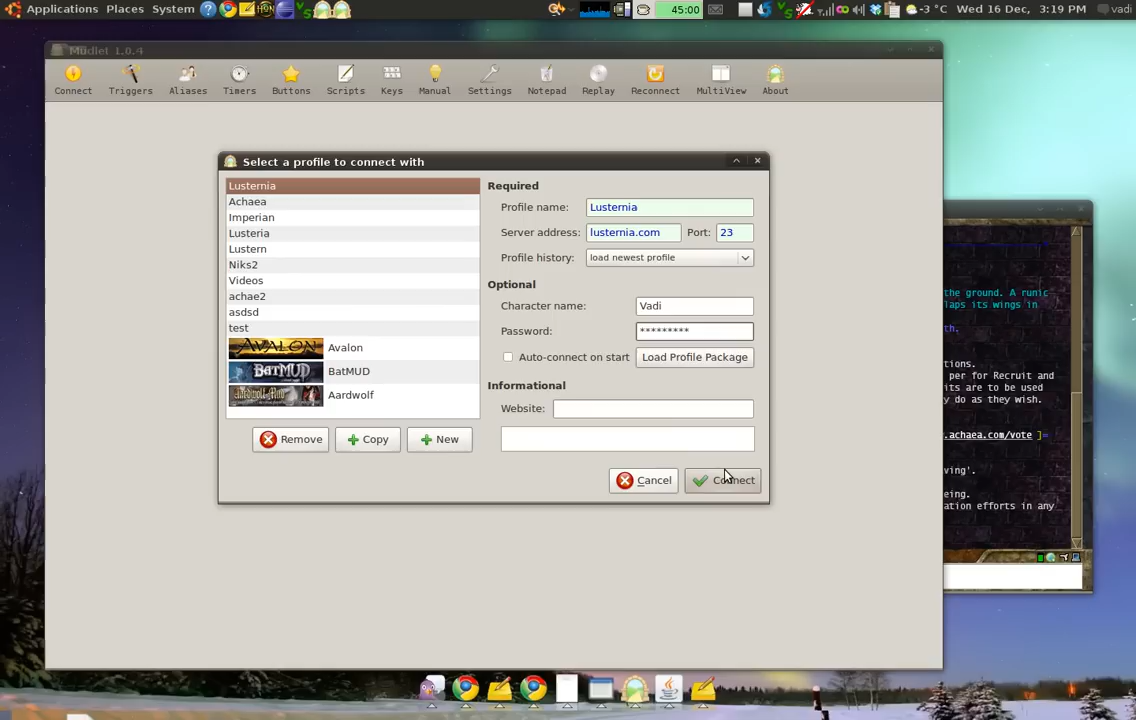 Applications Places System 45:00 -3 °C Wed 16 Dec, 3:19 PM vadi
Mudlet 1.0.4
Connect Triggers Aliases Timers Buttons Scripts Keys Manual Settings Notepad Replay Reconnect MultiView About
Select a profile to connect with
Lusternia
Achaea
Imperian
Lusteria
Lustern
Niks2
Videos
achae2
asdsd
test
AVALON Avalon
BATMUD BatMUD
Aardwolf
Remove Copy New
Required
Profile name: Lusternia
Server address: lusternia.com Port: 23
Profile history: load newest profile
Optional
Character name: Vadi
Password: *********
Auto-connect on start Load Profile Package
Informational
Website:
Cancel Connect
the ground. A runic
laps its wings in
th.
tions.
per for Recruit and
its are to be used
do as they wish.
.achaea.com/vote ]=
ving'.
eing.
ation efforts in any